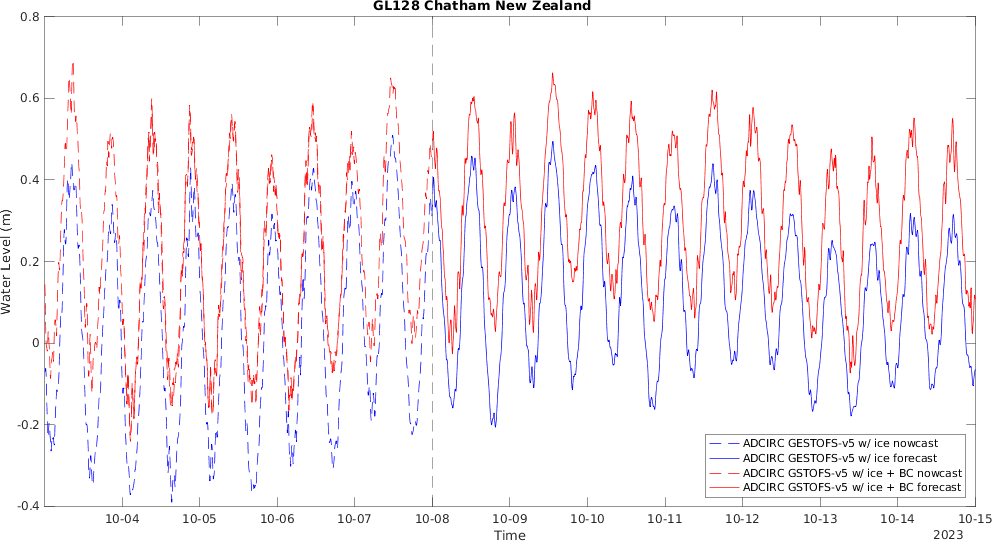 GL128 Chatham New Zealand
0.8
0.6
0.4
0.2
0
-0.2
-0.4
Water Level (m)
ADCIRC GESTOFS-v5 w/ ice nowcast
ADCIRC GESTOFS-v5 w/ ice forecast
ADCIRC GSTOFS-v5 w/ ice + BC nowcast
ADCIRC GSTOFS-v5 w/ ice + BC forecast
10-04 10-05 10-06 10-07 10-08 10-09 10-10 10-11 10-12 10-13 10-14 10-15
Time
2023